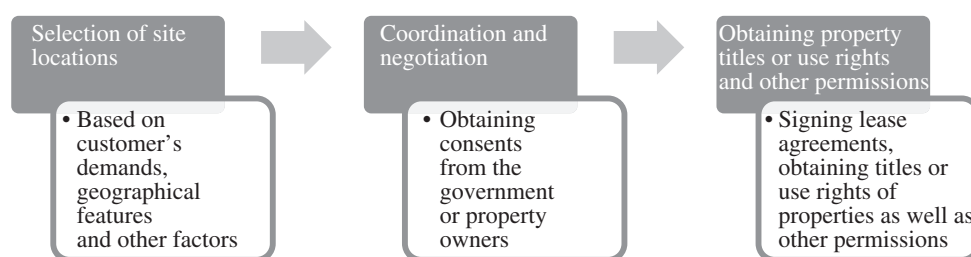 Selection of site
locations
• Based on
customer's
demands,
geographical
features
and other factors
Coordination and
negotiation
• Obtaining
consents
from the
government
or property
owners
Obtaining property
titles or use rights
and other permissions
• Signing lease
agreements,
obtaining titles or
use rights of
properties as well as
other permissions